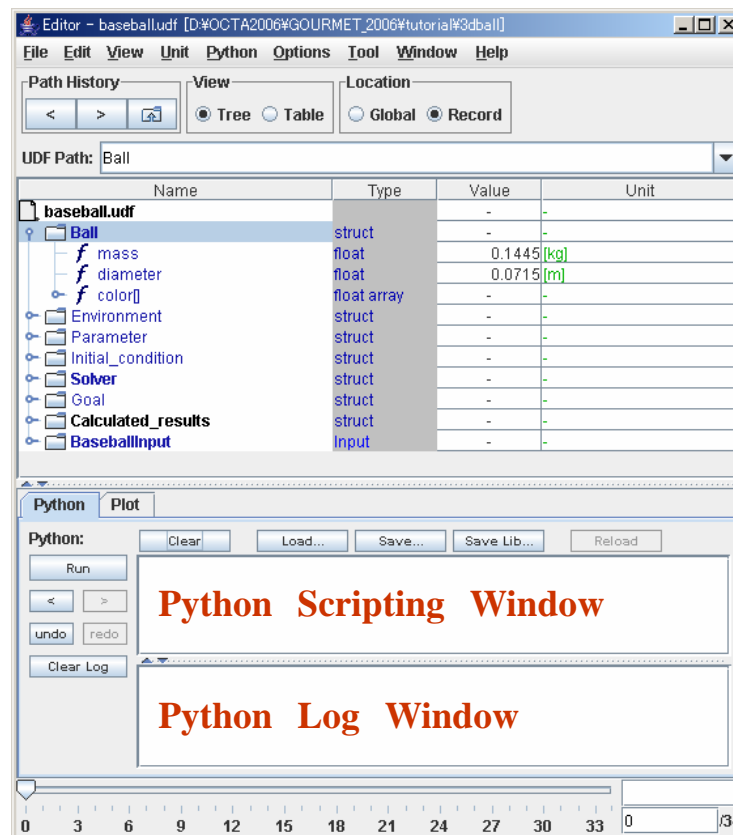 Editor - baseball.udf [D:¥OCTA2006¥GOURMET_2006¥tutorial¥3dball]
File Edit View Unit Python Options Tool Window Help
Path History View Location
< > Tree Table Global Record
UDF Path: Ball
Name Type Value Unit
baseball.udf - -
Ball struct - -
f mass float 0.1445 [kg]
f diameter float 0.0715 [m]
f color[] float array - -
Environment struct - -
Parameter struct - -
Initial_condition struct - -
Solver struct - -
Goal struct - -
Calculated_results struct - -
BaseballInput Input - -
Python Plot
Python: Clear Load... Save... Save Lib... Reload
Run
< >
undo redo
Clear Log
Python Scripting Window
Python Log Window
0 3 6 9 12 15 18 21 24 27 30 33 0 /3